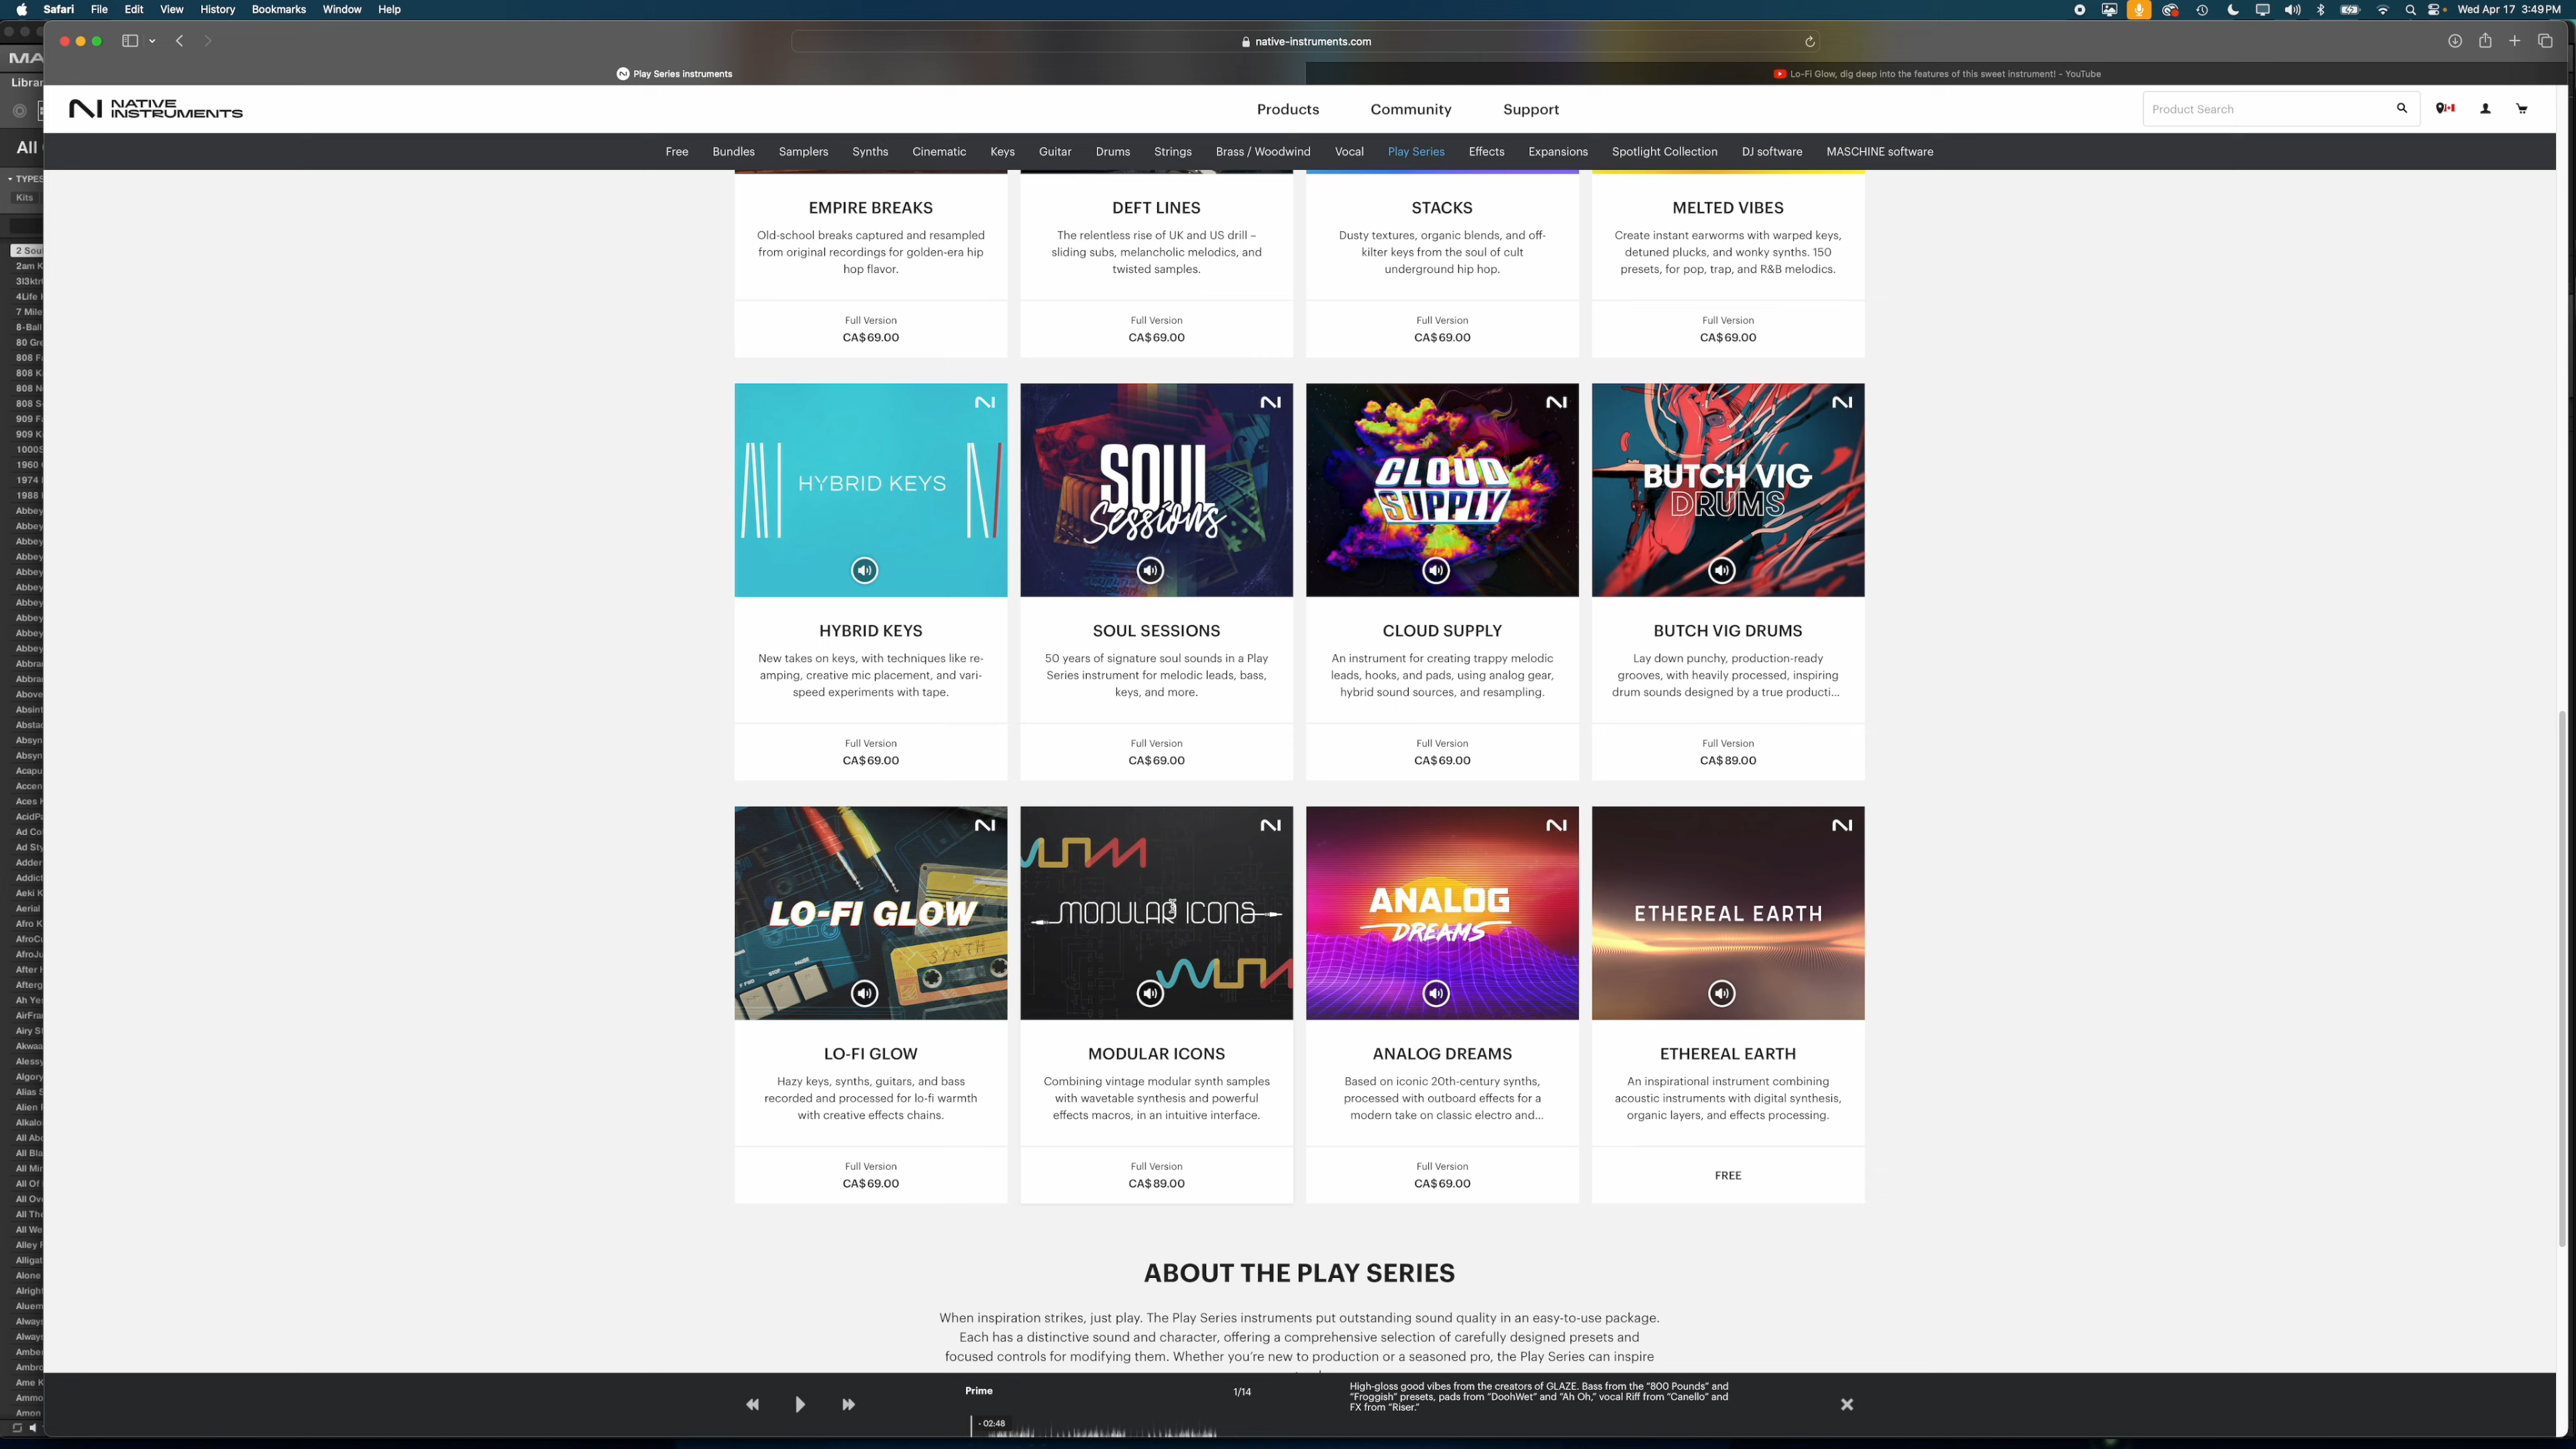 Safari File Edit View History Bookmarks Window Help
Wed Apr 17 3:49 PM
native-instruments.com
Play Series instruments
Lo-Fi Glow, dig deep into the features of this sweet instrument! - YouTube
NATIVE INSTRUMENTS
Products Community Support
Product Search
Free Bundles Samplers Synths Cinematic Keys Guitar Drums Strings Brass / Woodwind Vocal Play Series Effects Expansions Spotlight Collection DJ software MASCHINE software
EMPIRE BREAKS
Old-school breaks captured and resampled
from original recordings for golden-era hip
hop flavor.
Full Version
CA$69.00
DEFT LINES
The relentless rise of UK and US drill –
sliding subs, melancholic melodics, and
twisted samples.
Full Version
CA$69.00
STACKS
Dusty textures, organic blends, and off-
kilter keys from the soul of cult
underground hip hop.
Full Version
CA$69.00
MELTED VIBES
Create instant earworms with warped keys,
detuned plucks, and wonky synths. 150
presets, for pop, trap, and R&B melodics.
Full Version
CA$69.00
HYBRID KEYS
HYBRID KEYS
New takes on keys, with techniques like re-
amping, creative mic placement, and vari-
speed experiments with tape.
Full Version
CA$69.00
SOUL
Sessions
SOUL SESSIONS
50 years of signature soul sounds in a Play
Series instrument for melodic leads, bass,
keys, and more.
Full Version
CA$69.00
CLOUD
SUPPLY
CLOUD SUPPLY
An instrument for creating trappy melodic
leads, hooks, and pads, using analog gear,
hybrid sound sources, and resampling.
Full Version
CA$69.00
BUTCH VIG
DRUMS
BUTCH VIG DRUMS
Lay down punchy, production-ready
grooves, with heavily processed, inspiring
drum sounds designed by a true producti...
Full Version
CA$89.00
LO-FI GLOW
SYNTH
STOP PAUSE
LO-FI GLOW
Hazy keys, synths, guitars, and bass
recorded and processed for lo-fi warmth
with creative effects chains.
Full Version
CA$69.00
MODULAR ICONS
MODULAR ICONS
Combining vintage modular synth samples
with wavetable synthesis and powerful
effects macros, in an intuitive interface.
Full Version
CA$89.00
ANALOG
DREAMS
ANALOG DREAMS
Based on iconic 20th-century synths,
processed with outboard effects for a
modern take on classic electro and...
Full Version
CA$69.00
ETHEREAL EARTH
ETHEREAL EARTH
An inspirational instrument combining
acoustic instruments with digital synthesis,
organic layers, and effects processing.
FREE
ABOUT THE PLAY SERIES
When inspiration strikes, just play. The Play Series instruments put outstanding sound quality in an easy-to-use package.
Each has a distinctive sound and character, offering a comprehensive selection of carefully designed presets and
focused controls for modifying them. Whether you're new to production or a seasoned pro, the Play Series can inspire
Prime
1/14
- 02:48
High-gloss good vibes from the creators of GLAZE. Bass from the "800 Pounds" and
"Froggish" presets, pads from "DoohWet" and "Ah Oh," vocal Riff from "Canello" and
FX from "Riser."